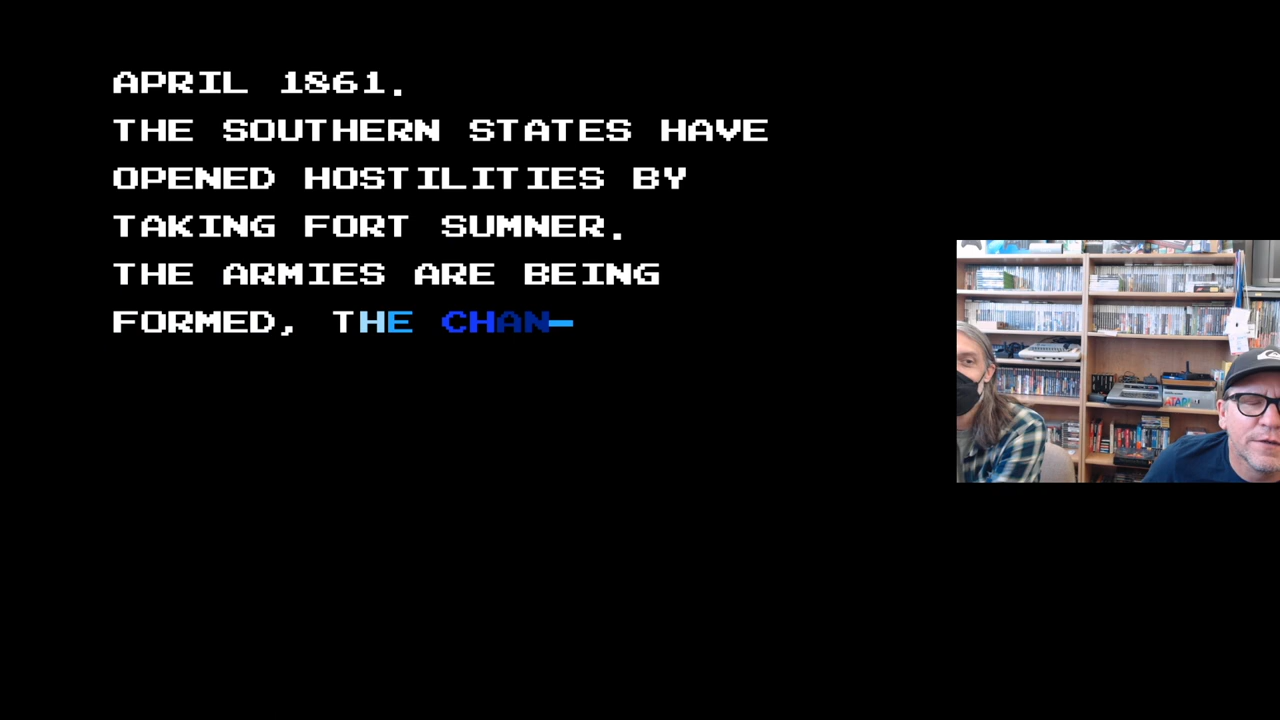 APRIL 1861.
THE SOUTHERN STATES HAVE
OPENED HOSTILITIES BY
TAKING FORT SUMNER.
THE ARMIES ARE BEING
FORMED, THE CHAN
ATARI